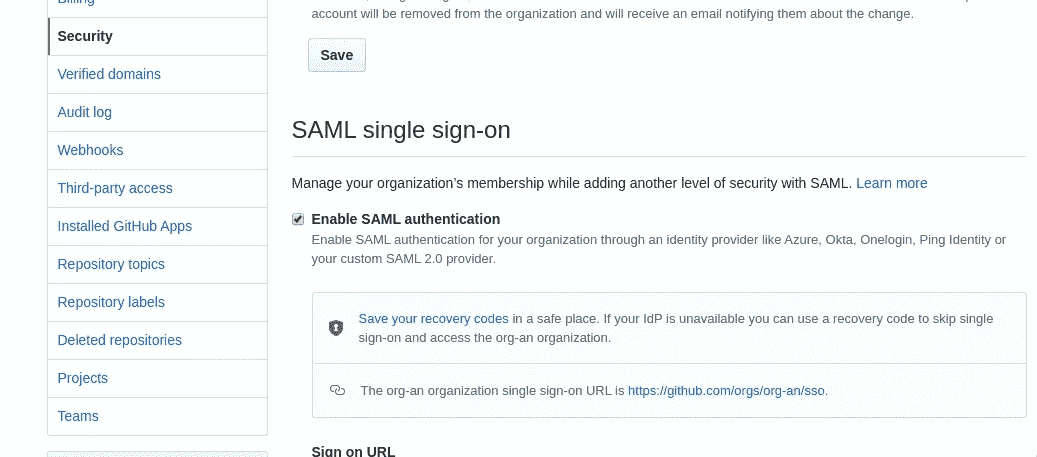 Billing
account will be removed from the organization and will receive an email notifying them about the change.
Security
Save
Verified domains
Audit log
Webhooks
Third-party access
Installed GitHub Apps
Repository topics
Repository labels
Deleted repositories
Projects
Teams
SAML single sign-on
Manage your organization’s membership while adding another level of security with SAML. Learn more
Enable SAML authentication
Enable SAML authentication for your organization through an identity provider like Azure, Okta, Onelogin, Ping Identity or
your custom SAML 2.0 provider.
Save your recovery codes in a safe place. If your IdP is unavailable you can use a recovery code to skip single
sign-on and access the org-an organization.
The org-an organization single sign-on URL is https://github.com/orgs/org-an/sso.
Sign on URL